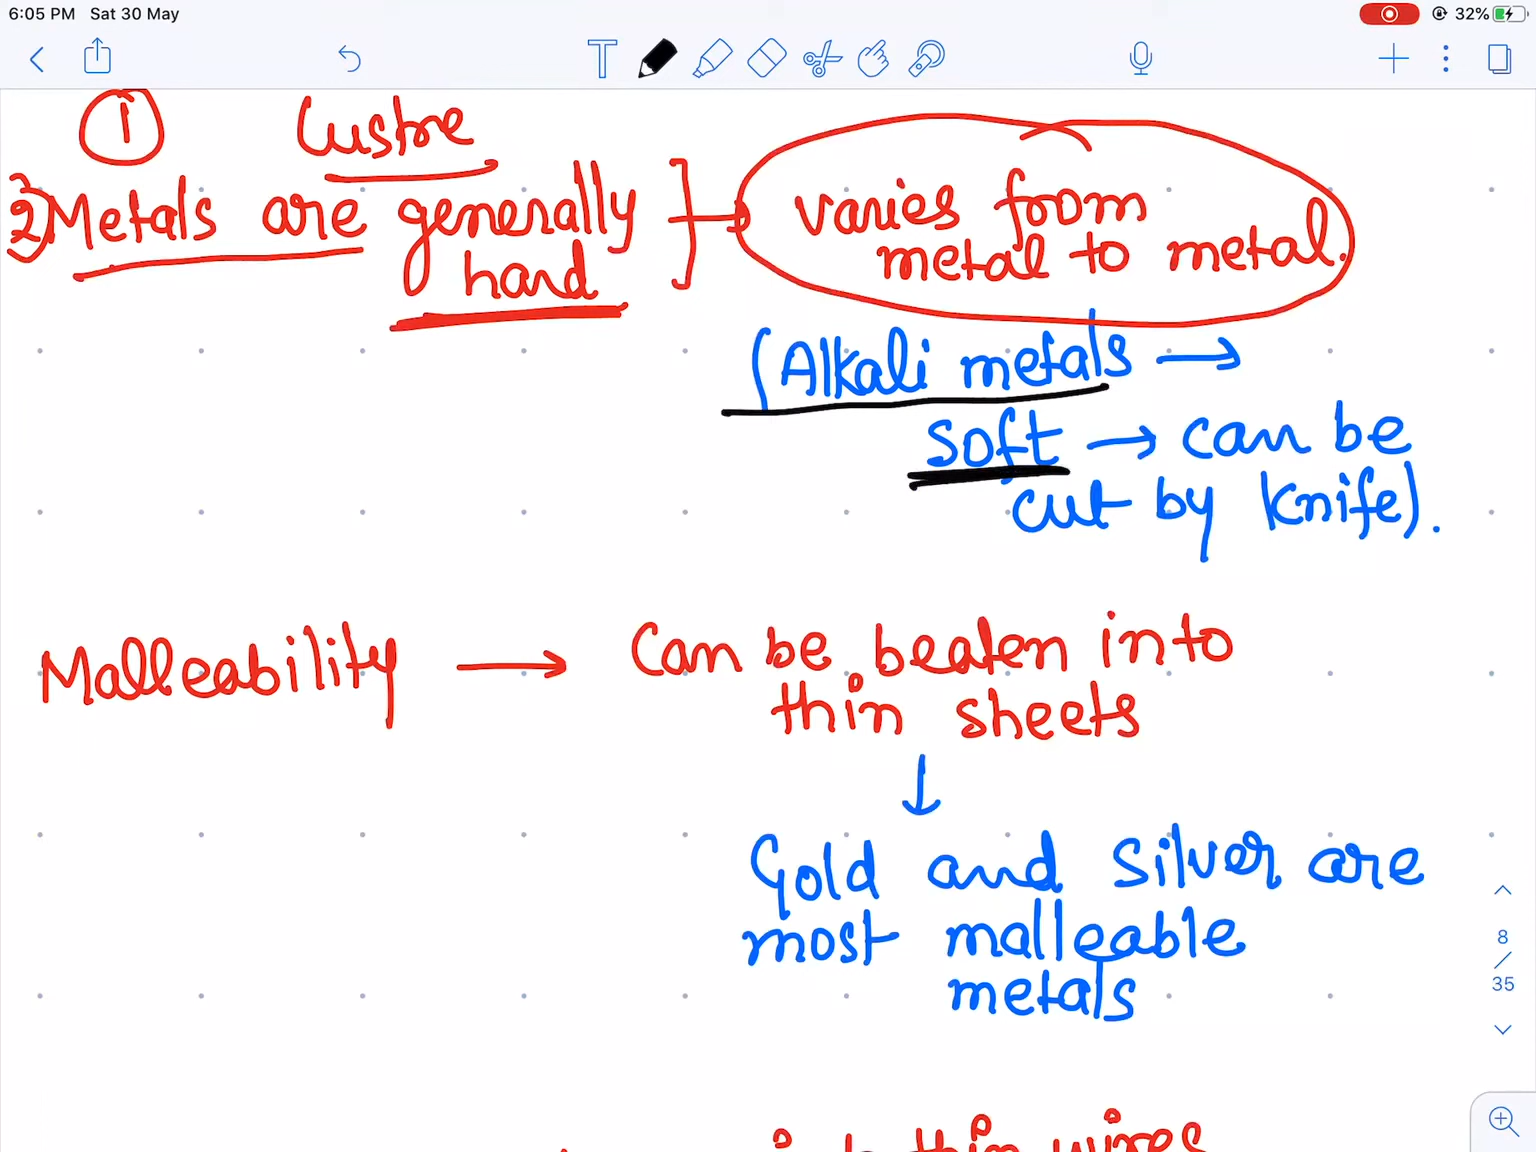 6:05 PM Sat 30 May 32%
T
1 Lustre
2) Metals are generally hard
varies from
metal to metal.
(Alkali metals →
soft → can be
cut by knife).
Malleability → Can be beaten into
thin sheets
↓
Gold and silver are
most malleable
metals
8
/
35
thin wires